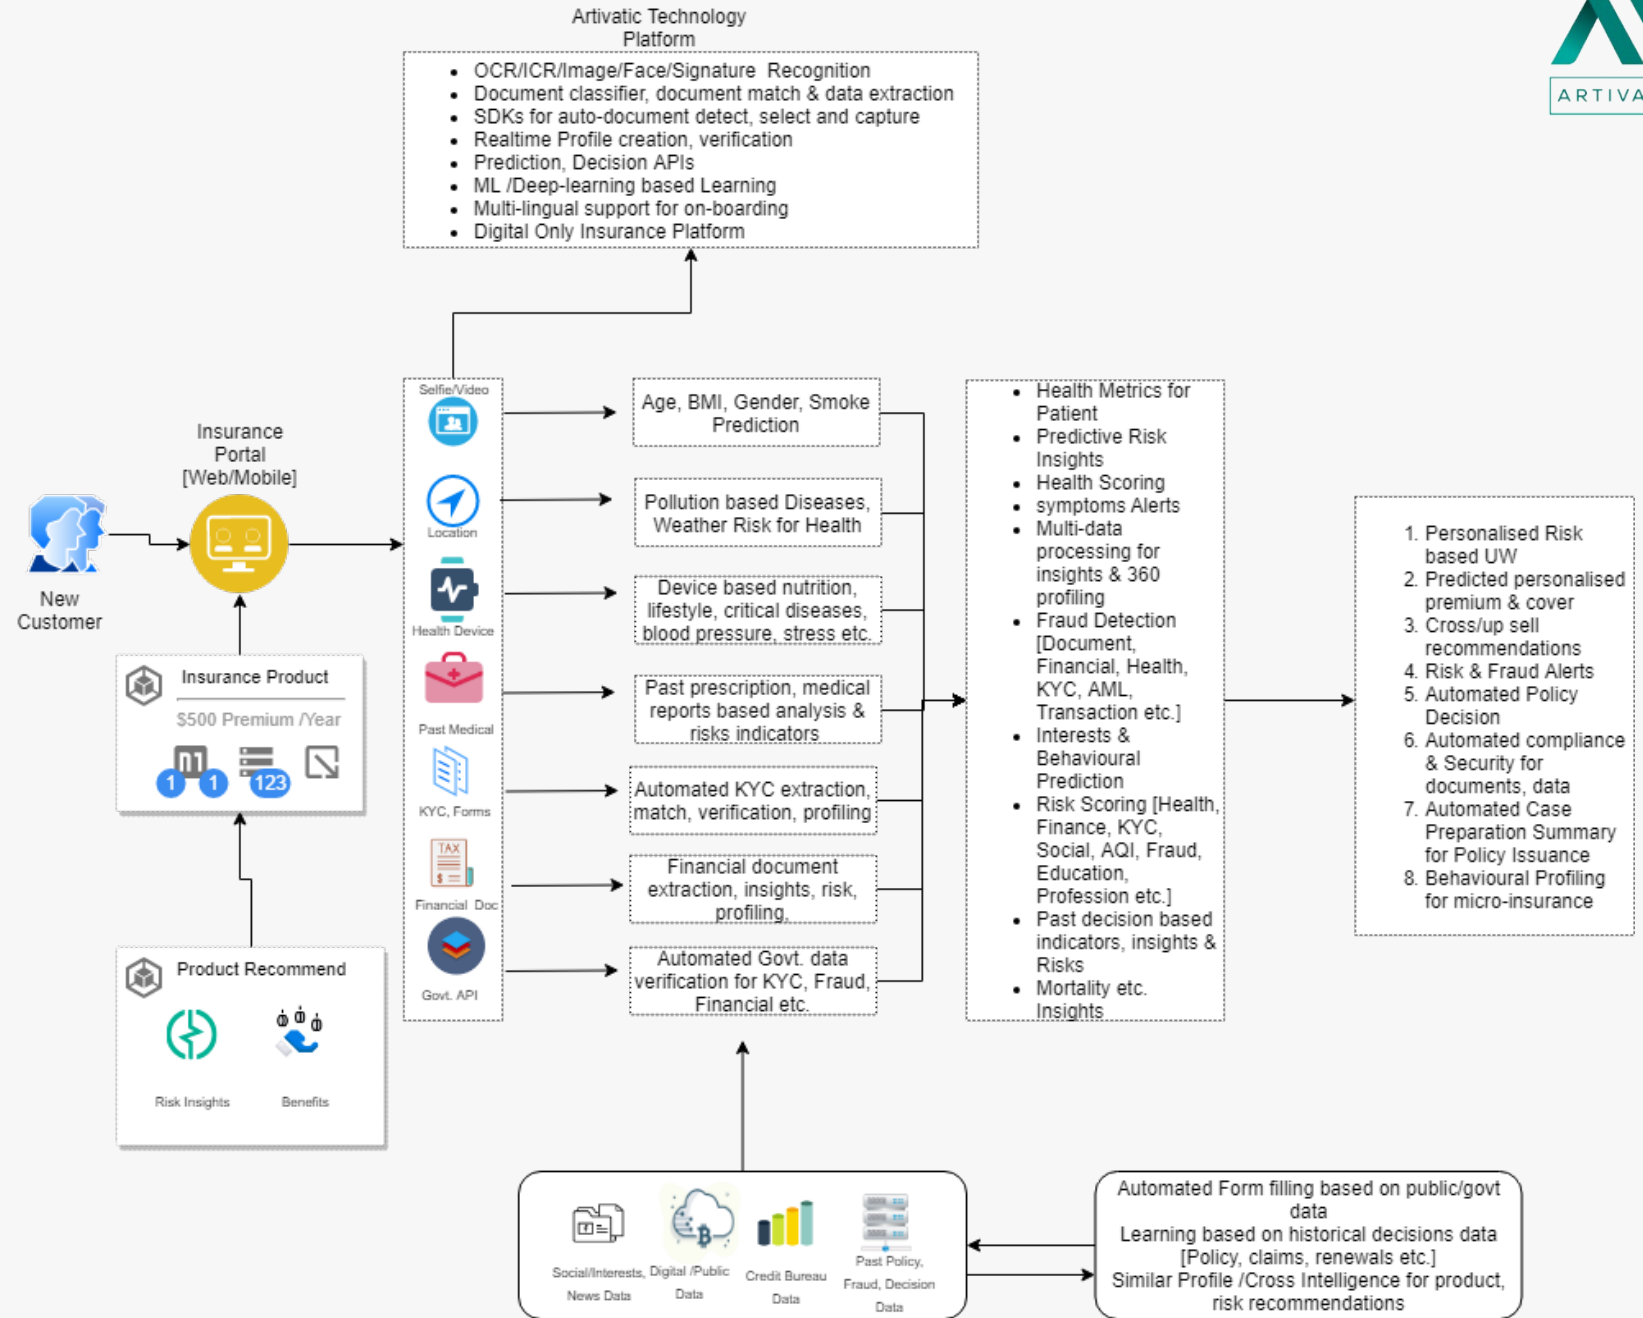 Artivatic Technology
Platform
OCR/ICR/Image/Face/Signature Recognition
Document classifier, document match & data extraction
SDKs for auto-document detect, select and capture
Realtime Profile creation, verification
Prediction, Decision APIs
ML /Deep-learning based Learning
Multi-lingual support for on-boarding
Digital Only Insurance Platform
ARTIVA
New
Customer
Insurance
Portal
[Web/Mobile]
Insurance Product
$500 Premium /Year
n1
1
1
123
Product Recommend
Risk Insights
Benefits
Selfie/Video
Location
Health Device
Past Medical
KYC, Forms
TAX
$
Financial Doc
Govt. API
Age, BMI, Gender, Smoke
Prediction
Pollution based Diseases,
Weather Risk for Health
Device based nutrition,
lifestyle, critical diseases,
blood pressure, stress etc.
Past prescription, medical
reports based analysis &
risks indicators
Automated KYC extraction,
match, verification, profiling
Financial document
extraction, insights, risk,
profiling,
Automated Govt. data
verification for KYC, Fraud,
Financial etc.
Health Metrics for
Patient
Predictive Risk
Insights
Health Scoring
symptoms Alerts
Multi-data
processing for
insights & 360
profiling
Fraud Detection
[Document,
Financial, Health,
KYC, AML,
Transaction etc.]
Interests &
Behavioural
Prediction
Risk Scoring [Health,
Finance, KYC,
Social, AQI, Fraud,
Education,
Profession etc.]
Past decision based
indicators, insights &
Risks
Mortality etc.
Insights
1. Personalised Risk
based UW
2. Predicted personalised
premium & cover
3. Cross/up sell
recommendations
4. Risk & Fraud Alerts
5. Automated Policy
Decision
6. Automated compliance
& Security for
documents, data
7. Automated Case
Preparation Summary
for Policy Issuance
8. Behavioural Profiling
for micro-insurance
Social/Interests,
News Data
Digital /Public
Data
Credit Bureau
Data
Past Policy,
Fraud, Decision
Data
Automated Form filling based on public/govt
data
Learning based on historical decisions data
[Policy, claims, renewals etc.]
Similar Profile /Cross Intelligence for product,
risk recommendations